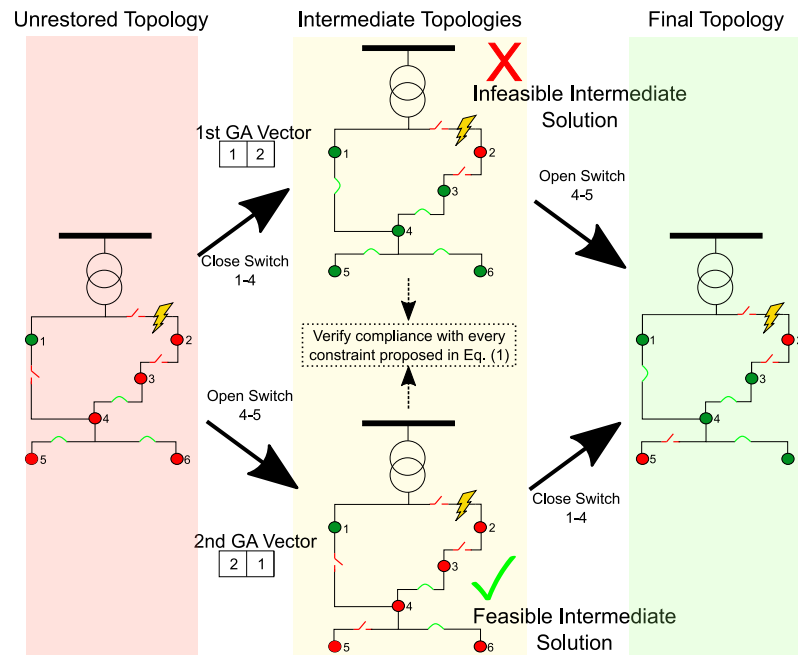 Unrestored Topology
Intermediate Topologies
Final Topology
X
Infeasible Intermediate
Solution
1st GA Vector
1 2
Close Switch
1-4
Open Switch
4-5
1
2
3
4
5
6
1
2
3
4
5
6
Verify compliance with every
constraint proposed in Eq. (1)
1
2
3
4
5
Open Switch
4-5
2nd GA Vector
2 1
Close Switch
1-4
1
2
3
4
5
6
Feasible Intermediate
Solution